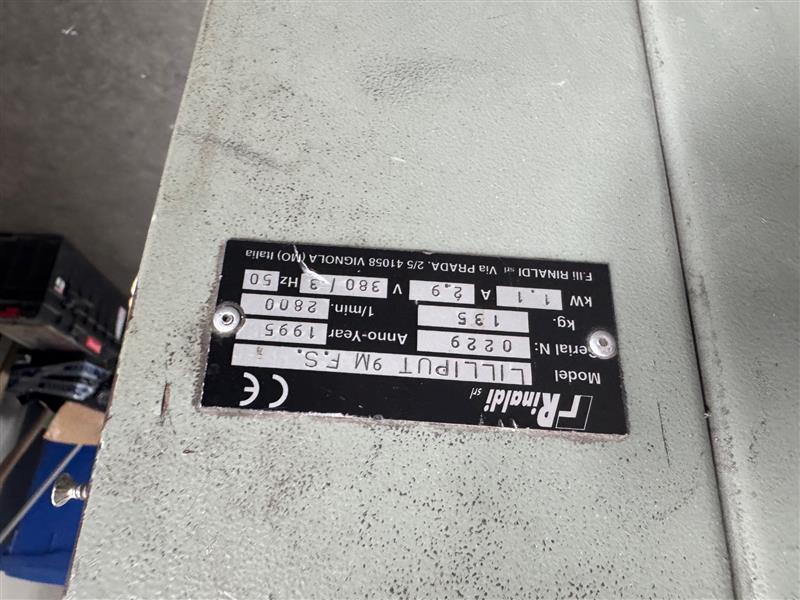 Rinaldi srl CE
Model LILLIPUT 9M F.S.
Serial N: 0229 Anno-Year 1995
kg. 135 1/min. 2800
kW 1.1 A 2.9 V 380/3 Hz 50
F.lli RINALDI srl Via PRADA, 2/5 41058 VIGNOLA (MO) Italia